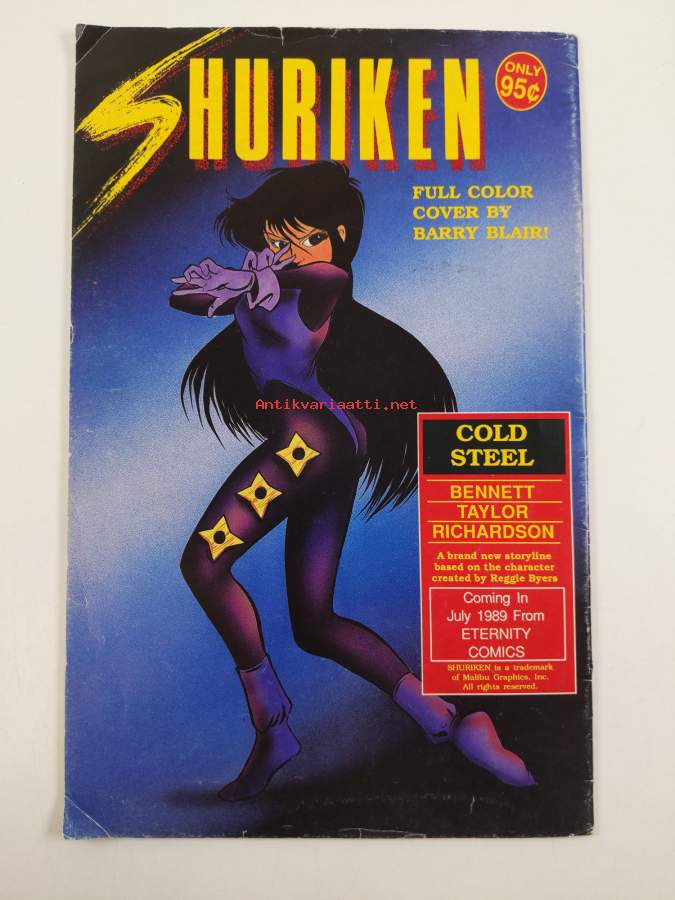 SHURIKEN
ONLY
95¢
FULL COLOR
COVER BY
BARRY BLAIR!
Antikvariaatti.net
COLD
STEEL
BENNETT
TAYLOR
RICHARDSON
A brand new storyline
based on the character
created by Reggie Byers
Coming In
July 1989 From
ETERNITY
COMICS
SHURIKEN is a trademark
of Malibu Graphics, Inc.
All rights reserved.